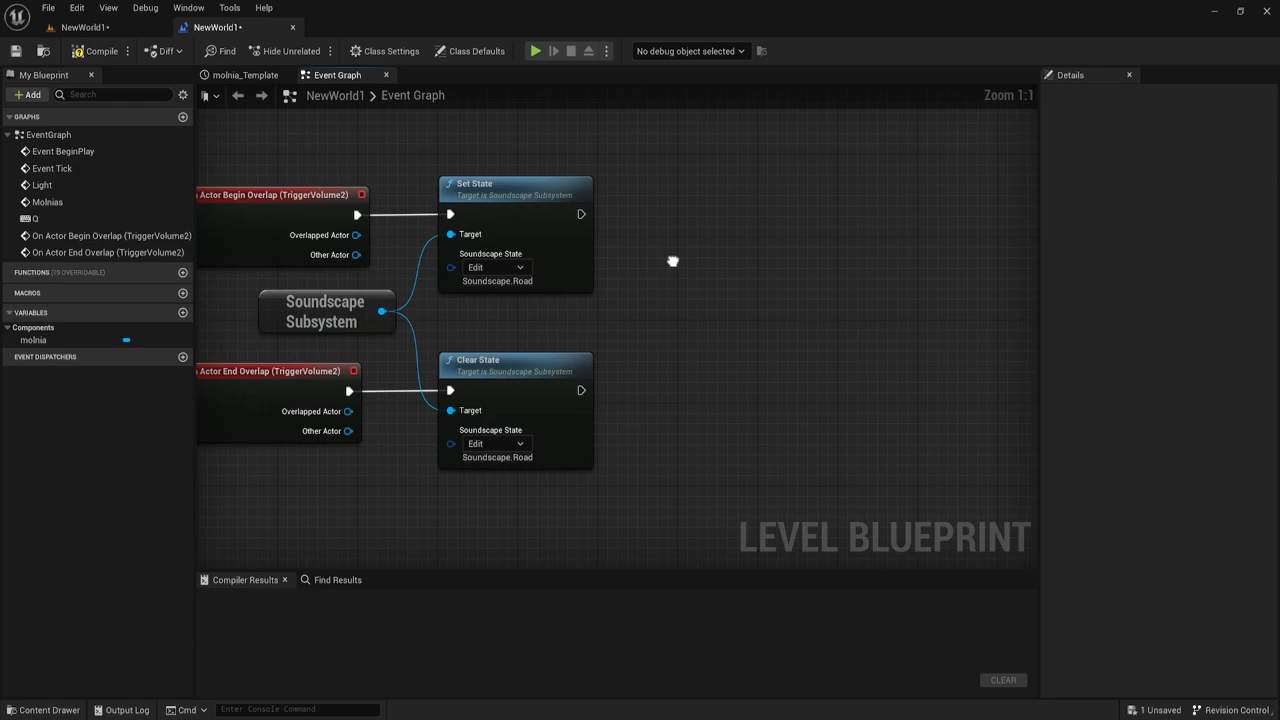 File Edit View Debug Window Tools Help
NewWorld1• NewWorld1•
Compile Diff Find Hide Unrelated Class Settings Class Defaults No debug object selected
My Blueprint molnia_Template Event Graph Details
Add Search NewWorld1 > Event Graph Zoom 1:1
GRAPHS
EventGraph
Event BeginPlay
Event Tick
Light
Molnias
Q
On Actor Begin Overlap (TriggerVolume2)
On Actor End Overlap (TriggerVolume2)
FUNCTIONS (19 OVERRIDABLE)
MACROS
VARIABLES
Components
molnia
EVENT DISPATCHERS
Actor Begin Overlap (TriggerVolume2)
Overlapped Actor
Other Actor
Set State
Target is Soundscape Subsystem
Target
Soundscape State
Edit
Soundscape.Road
Soundscape
Subsystem
Actor End Overlap (TriggerVolume2)
Overlapped Actor
Other Actor
Clear State
Target is Soundscape Subsystem
Target
Soundscape State
Edit
Soundscape.Road
LEVEL BLUEPRINT
Compiler Results Find Results
CLEAR
Content Drawer Output Log Cmd Enter Console Command 1 Unsaved Revision Control